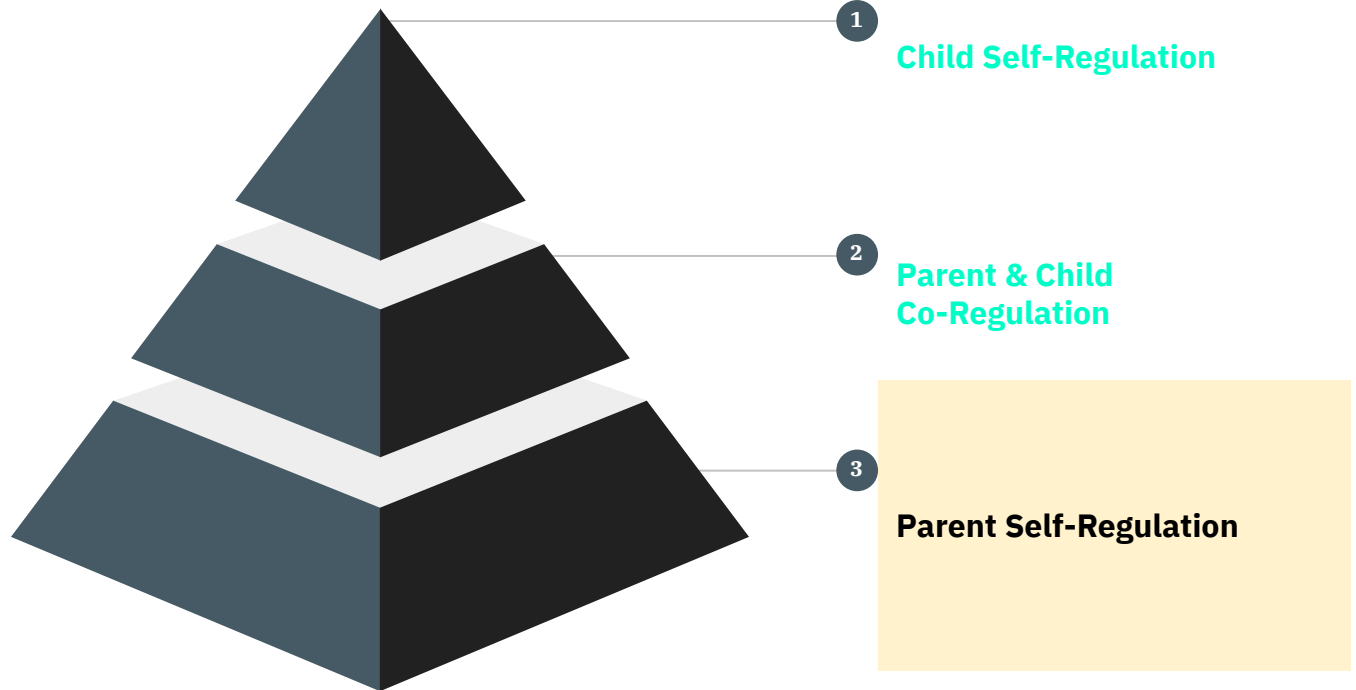 1
Child Self-Regulation
2
Parent & Child
Co-Regulation
3
Parent Self-Regulation